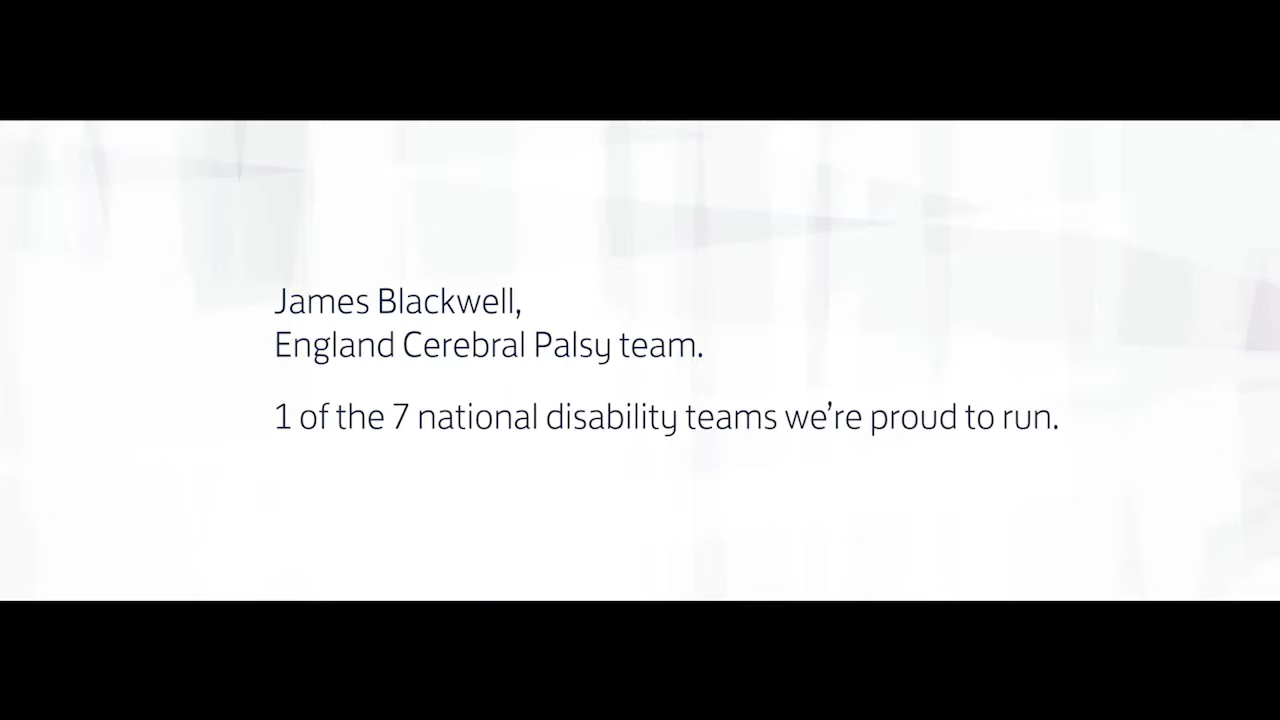 James Blackwell,
England Cerebral Palsy team.
1 of the 7 national disability teams we’re proud to run.